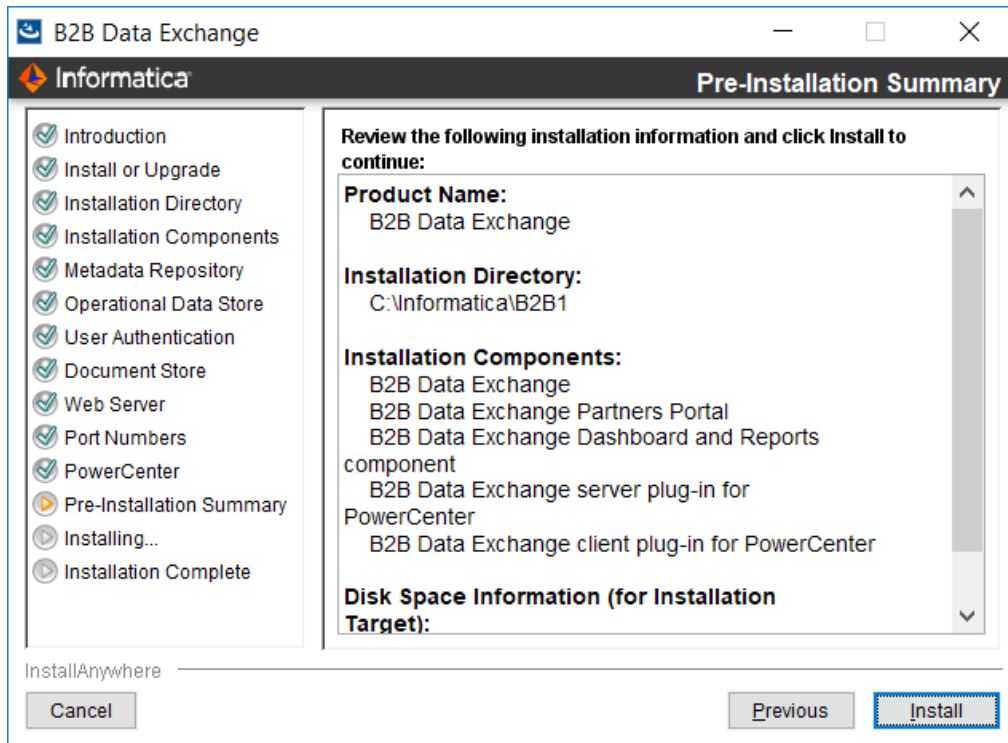 B2B Data Exchange
Informatica
Pre-Installation Summary
Introduction
Install or Upgrade
Installation Directory
Installation Components
Metadata Repository
Operational Data Store
User Authentication
Document Store
Web Server
Port Numbers
PowerCenter
Pre-Installation Summary
Installing...
Installation Complete
Review the following installation information and click Install to
continue:
Product Name:
B2B Data Exchange
Installation Directory:
C:\Informatica\B2B1
Installation Components:
B2B Data Exchange
B2B Data Exchange Partners Portal
B2B Data Exchange Dashboard and Reports
component
B2B Data Exchange server plug-in for
PowerCenter
B2B Data Exchange client plug-in for PowerCenter
Disk Space Information (for Installation
Target):
InstallAnywhere
Cancel
Previous
Install